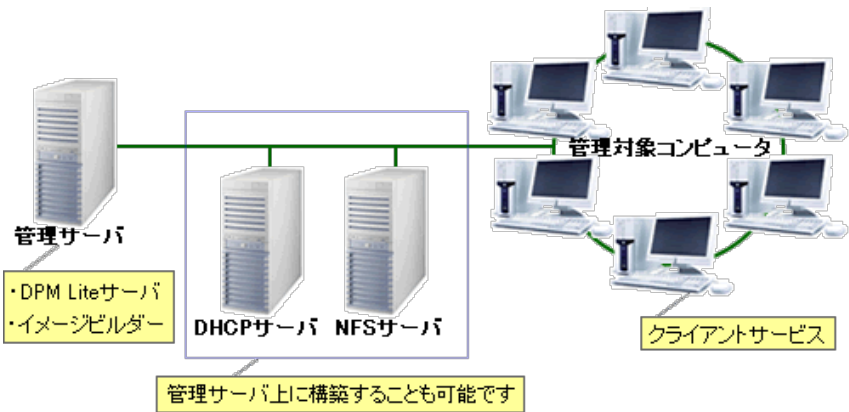 管理対象コンピュータ
管理サーバ
・DPM Liteサーバ
・イメージビルダー
DHCPサーバ
NFSサーバ
クライアントサービス
管理サーバ上に構築することも可能です